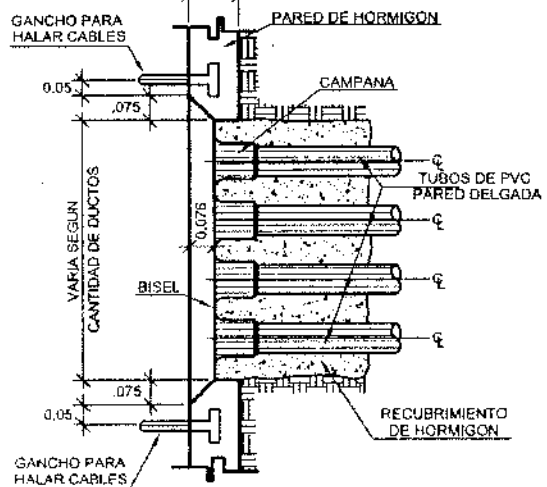 GANCHO PARA
HALAR CABLES
PARED DE HORMIGON
0.05
.075
CAMPANA
TUBOS DE PVC
PARED DELGADA
0.076
VARIA SEGUN
CANTIDAD DE DUCTOS
BISEL
.075
0.05
RECUBRIMIENTO
DE HORMIGON
GANCHO PARA
HALAR CABLES